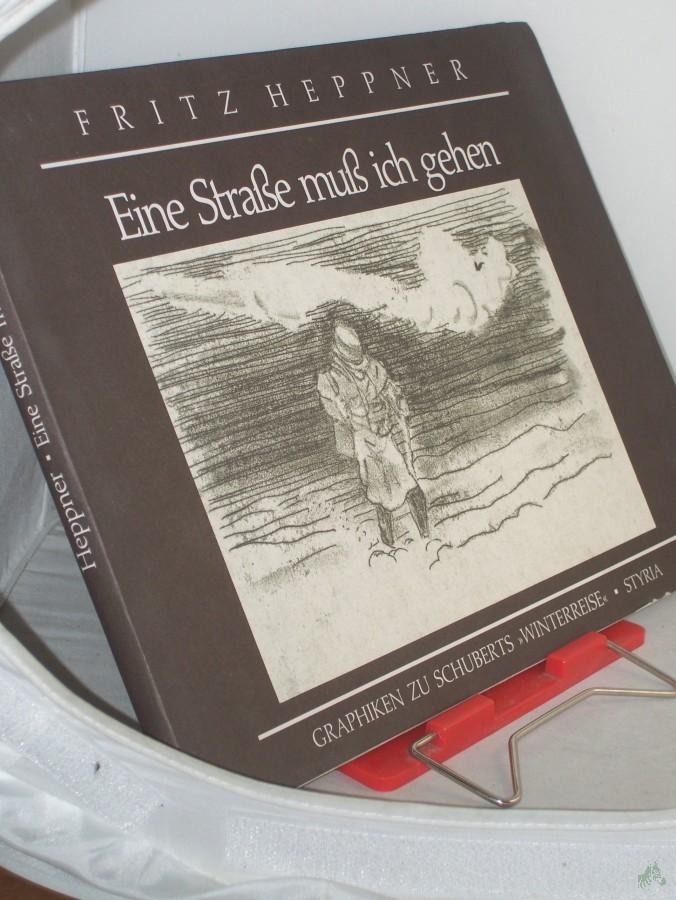 FRITZ HEPPNER
Eine Straße muß ich gehen
GRAPHIKEN ZU SCHUBERTS »WINTERREISE« • STYRIA
Heppner • Eine Straße